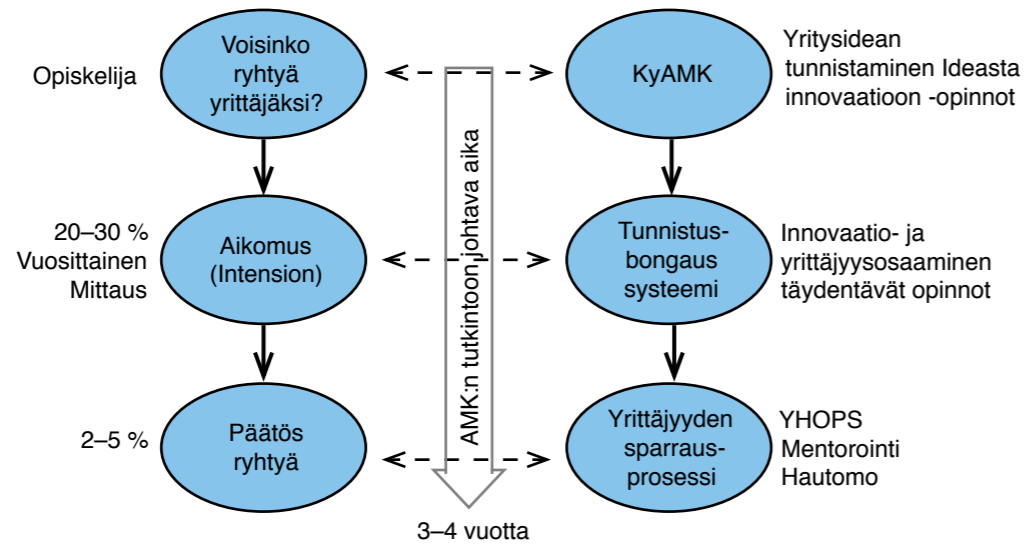 Opiskelija
Voisinko
ryhtyä
yrittäjäksi?
KyAMK
Yritysidean
tunnistaminen Ideasta
innovaatioon -opinnot
20–30 %
Vuosittainen
Mittaus
Aikomus
(Intension)
AMK:n tutkintoon johtava aika
Tunnistus-
bongaus
systeemi
Innovaatio- ja
yrittäjyysosaaminen
täydentävät opinnot
2–5 %
Päätös
ryhtyä
Yrittäjyyden
sparraus-
prosessi
YHOPS
Mentorointi
Hautomo
3–4 vuotta